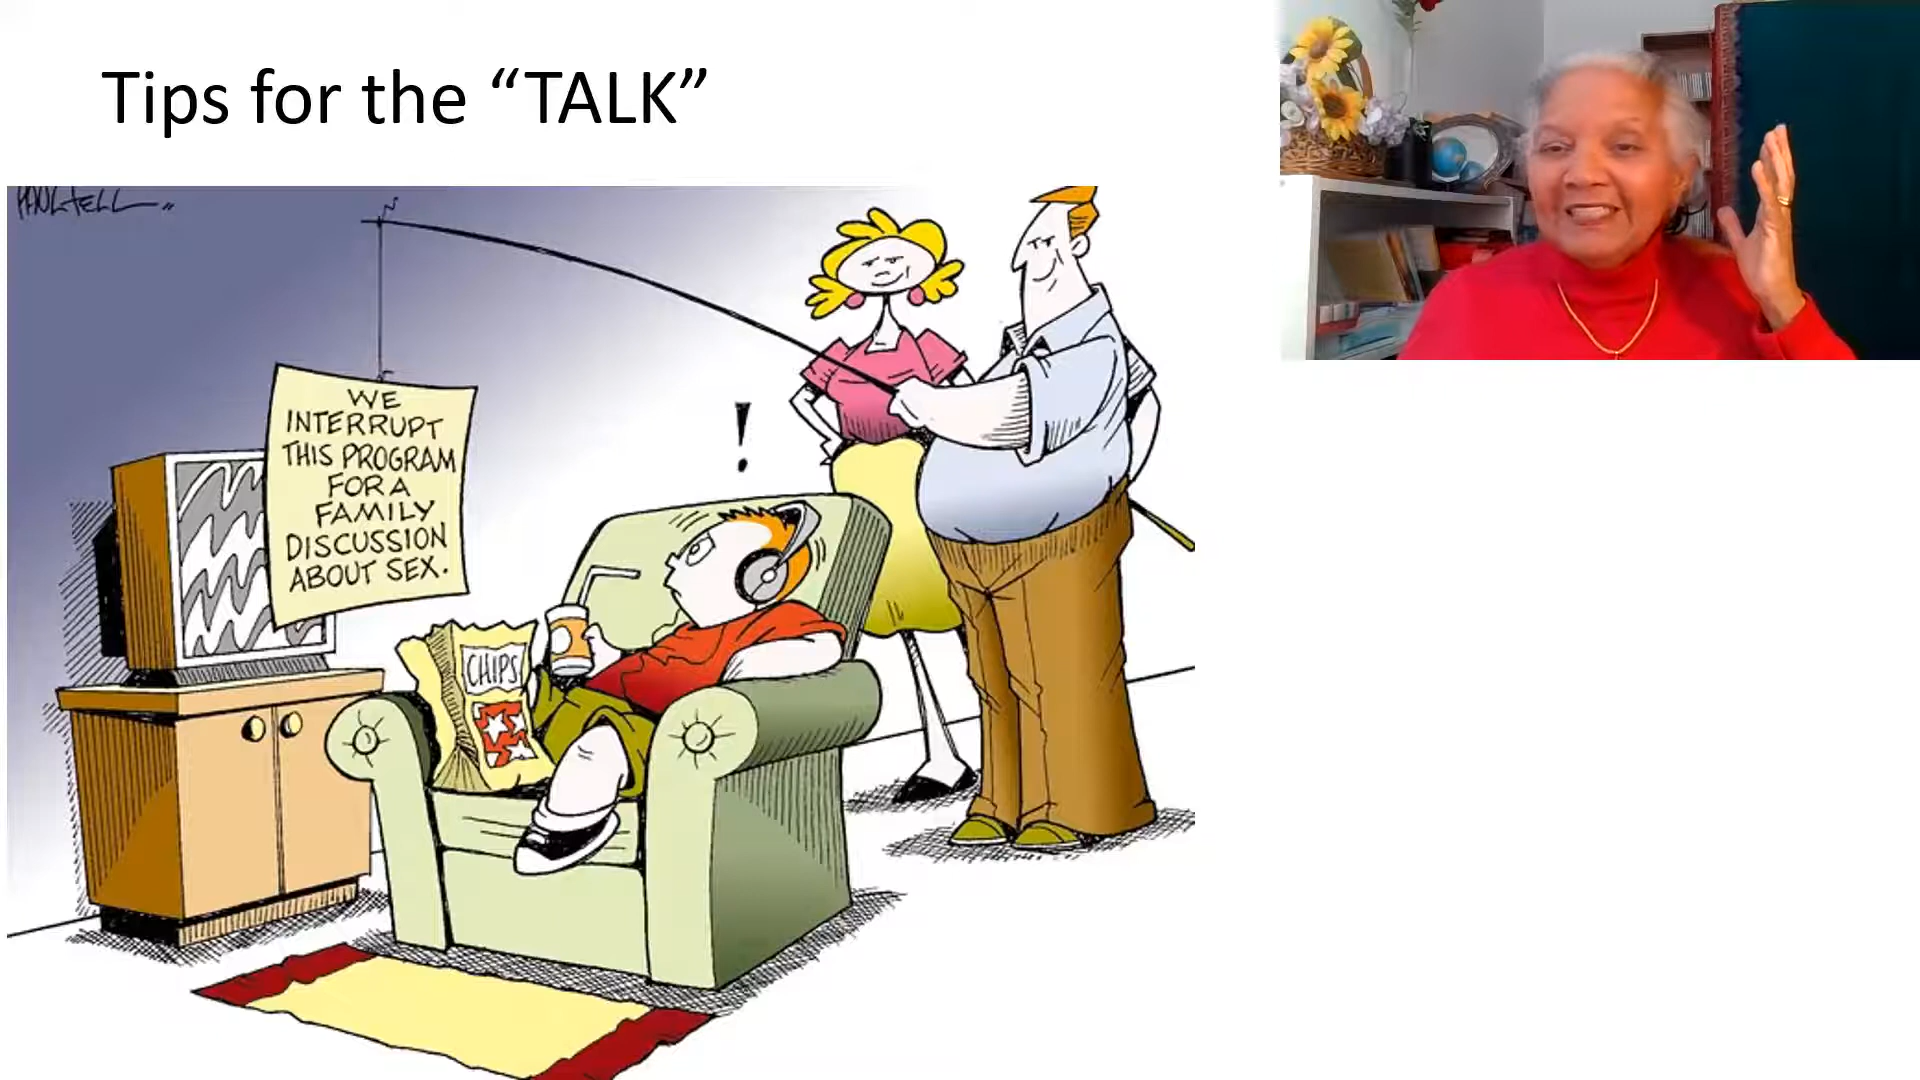 Tips for the “TALK”
WE
INTERRUPT
THIS PROGRAM
FOR A
FAMILY
DISCUSSION
ABOUT SEX.
!
CHIPS